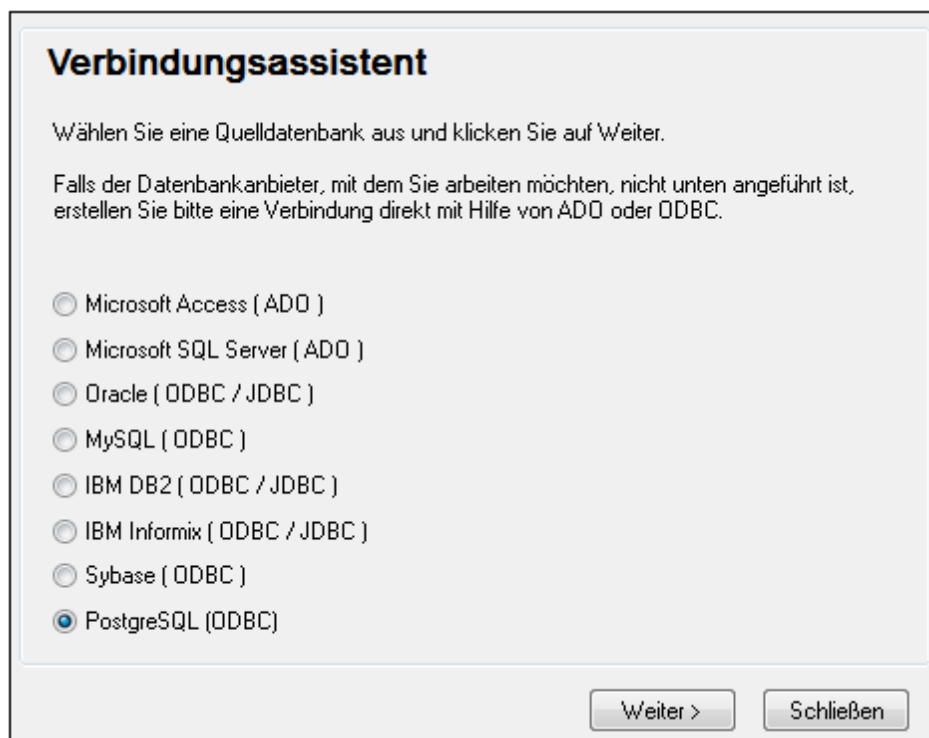 Verbindungsassistent
Wählen Sie eine Quelldatenbank aus und klicken Sie auf Weiter.
Falls der Datenbankanbieter, mit dem Sie arbeiten möchten, nicht unten angeführt ist,
erstellen Sie bitte eine Verbindung direkt mit Hilfe von ADO oder ODBC.
Microsoft Access ( ADO )
Microsoft SQL Server ( ADO )
Oracle ( ODBC / JDBC )
MySQL ( ODBC )
IBM DB2 ( ODBC / JDBC )
IBM Informix ( ODBC / JDBC )
Sybase ( ODBC )
PostgreSQL (ODBC)
Weiter > Schließen